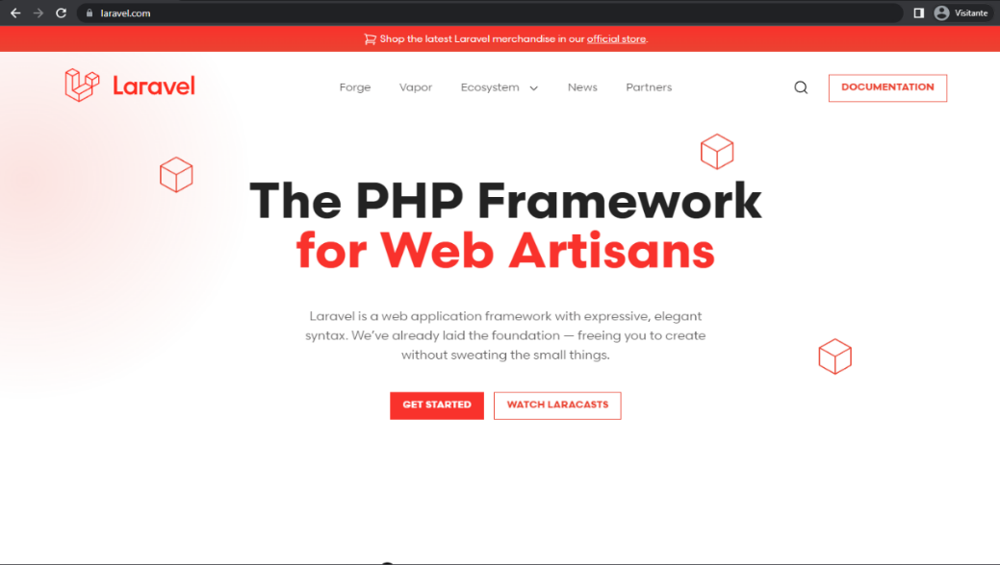 laravel.com
Visitante
Shop the latest Laravel merchandise in our official store.
Laravel
Forge
Vapor
Ecosystem
News
Partners
DOCUMENTATION
The PHP Framework
for Web Artisans
Laravel is a web application framework with expressive, elegant
syntax. We've already laid the foundation — freeing you to create
without sweating the small things.
GET STARTED
WATCH LARACASTS